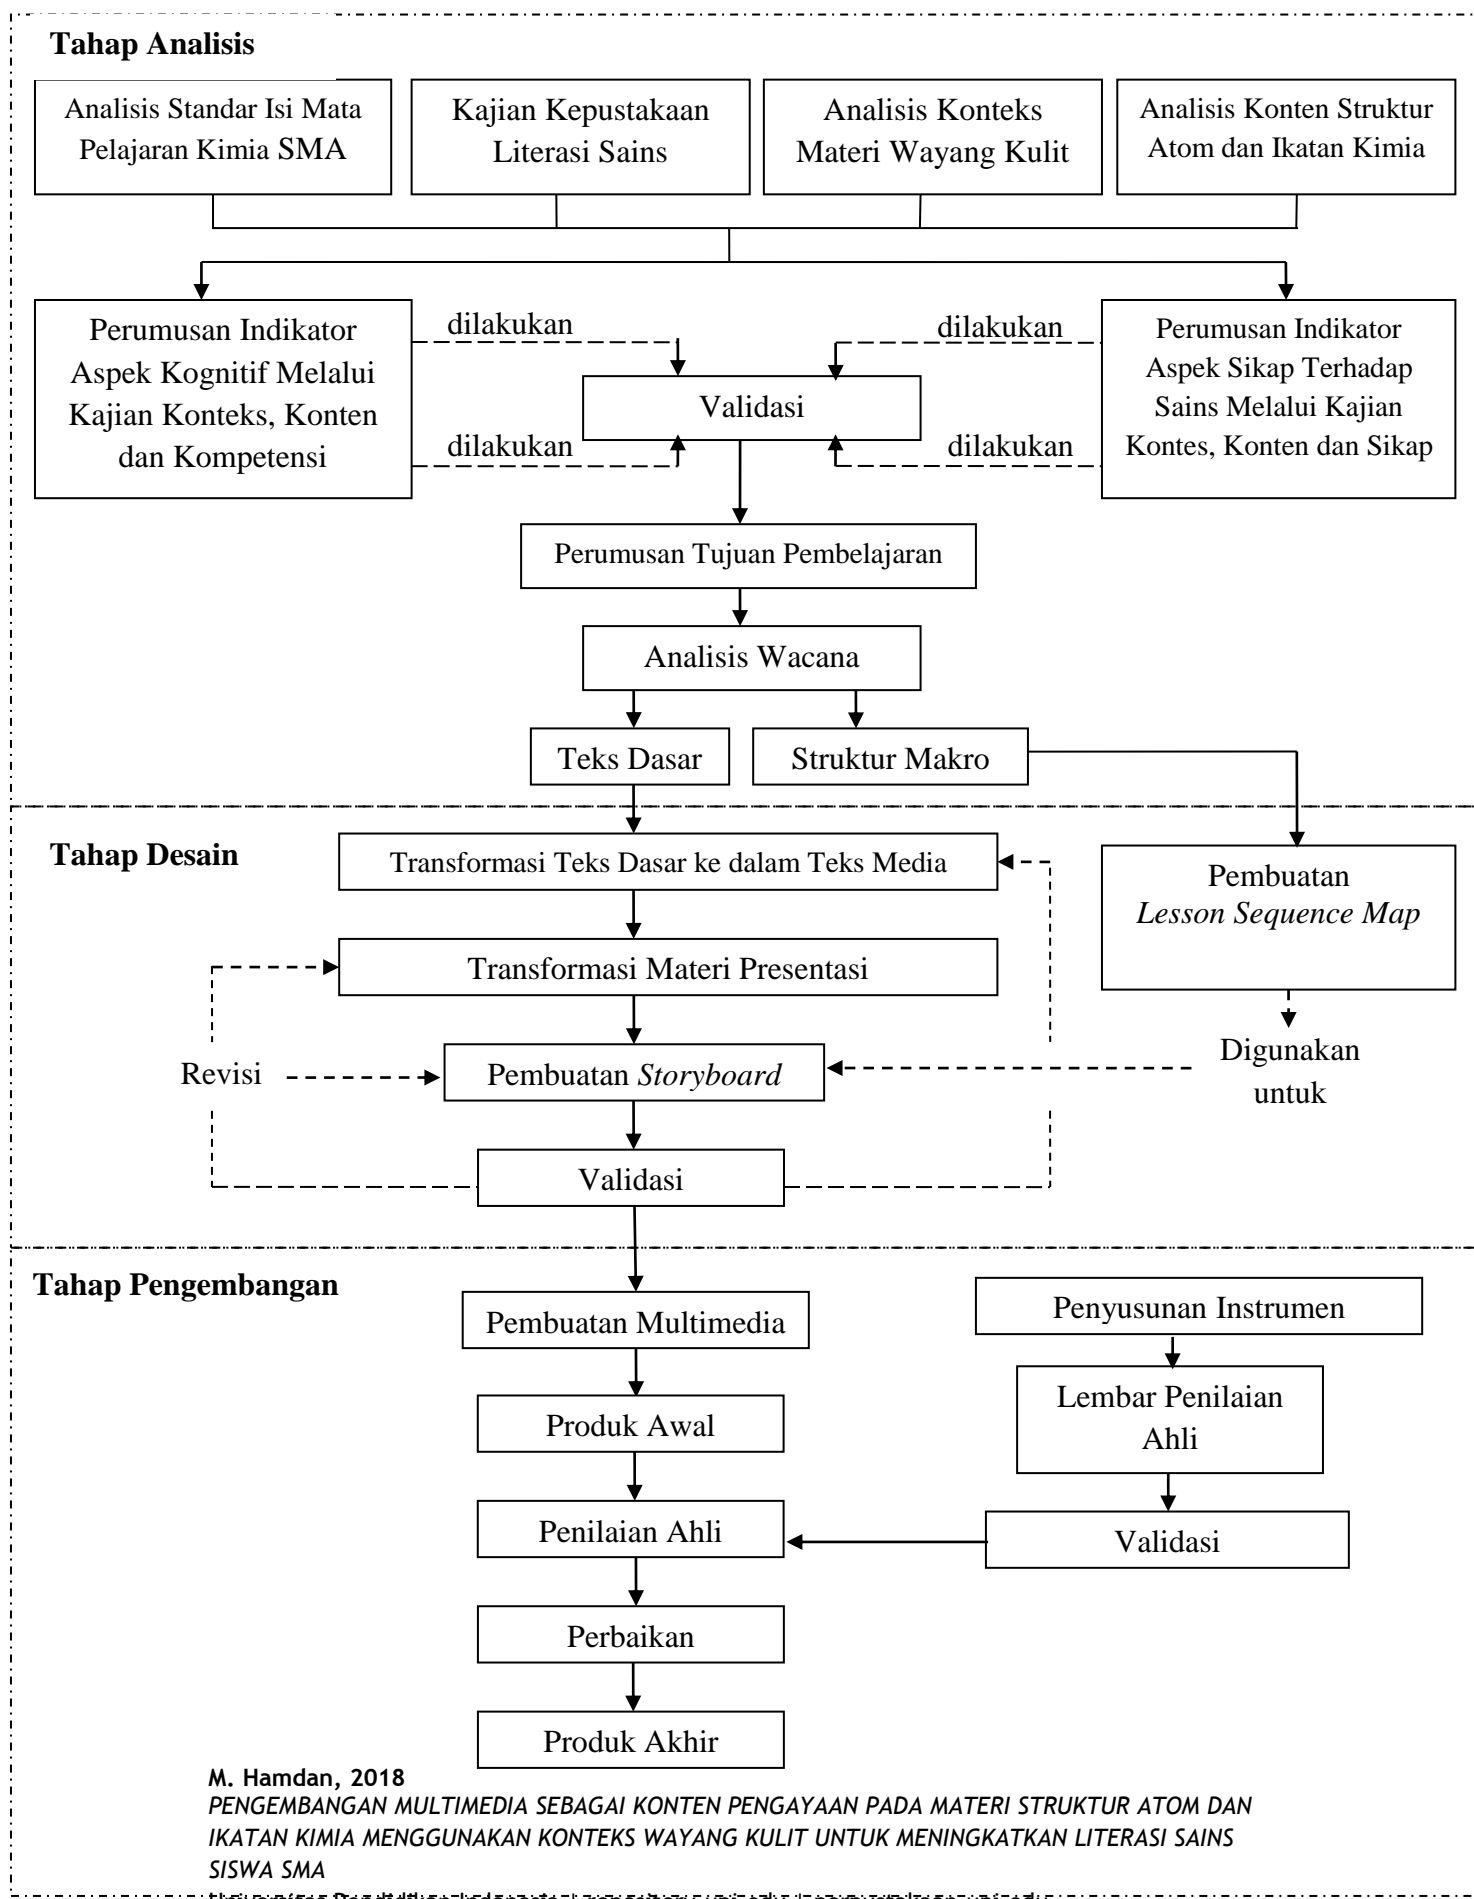 Tahap Analisis
Analisis Standar Isi Mata
Pelajaran Kimia SMA
Kajian Kepustakaan
Literasi Sains
Analisis Konteks
Materi Wayang Kulit
Analisis Konten Struktur
Atom dan Ikatan Kimia
Perumusan Indikator
Aspek Kognitif Melalui
Kajian Konteks, Konten
dan Kompetensi
dilakukan
dilakukan
Validasi
dilakukan
dilakukan
Perumusan Indikator
Aspek Sikap Terhadap
Sains Melalui Kajian
Kontes, Konten dan Sikap
Perumusan Tujuan Pembelajaran
Analisis Wacana
Teks Dasar
Struktur Makro
Tahap Desain
Transformasi Teks Dasar ke dalam Teks Media
Pembuatan
Lesson Sequence Map
Transformasi Materi Presentasi
Revisi
Pembuatan Storyboard
Digunakan
untuk
Validasi
Tahap Pengembangan
Pembuatan Multimedia
Penyusunan Instrumen
Produk Awal
Lembar Penilaian
Ahli
Penilaian Ahli
Validasi
Perbaikan
Produk Akhir
M. Hamdan, 2018
PENGEMBANGAN MULTIMEDIA SEBAGAI KONTEN PENGAYAAN PADA MATERI STRUKTUR ATOM DAN
IKATAN KIMIA MENGGUNAKAN KONTEKS WAYANG KULIT UNTUK MENINGKATKAN LITERASI SAINS
SISWA SMA